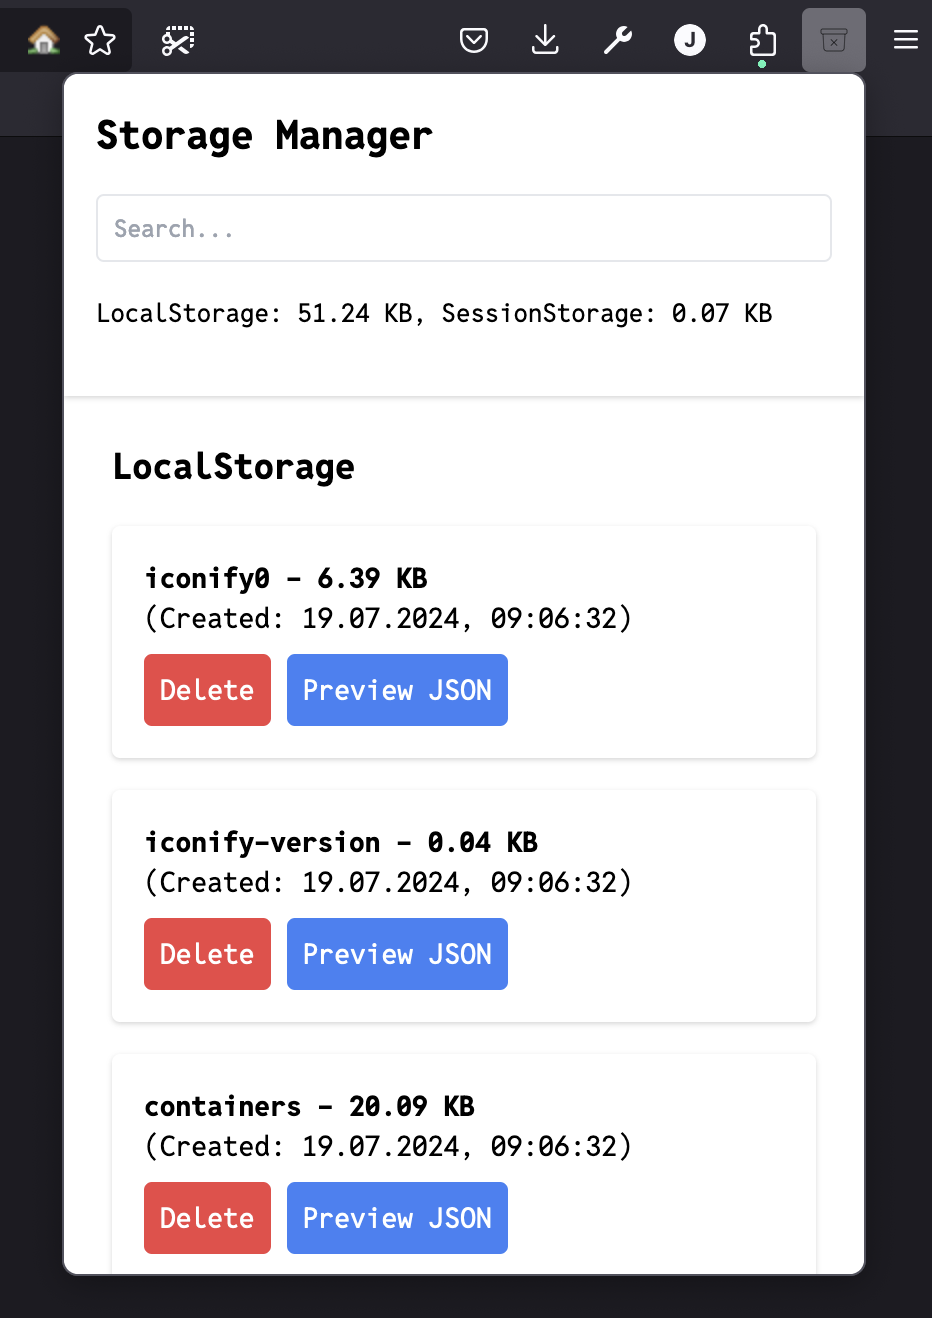 J
Storage Manager
Search...
LocalStorage: 51.24 KB, SessionStorage: 0.07 KB
LocalStorage
iconify0 - 6.39 KB
(Created: 19.07.2024, 09:06:32)
Delete Preview JSON
iconify-version - 0.04 KB
(Created: 19.07.2024, 09:06:32)
Delete Preview JSON
containers - 20.09 KB
(Created: 19.07.2024, 09:06:32)
Delete Preview JSON